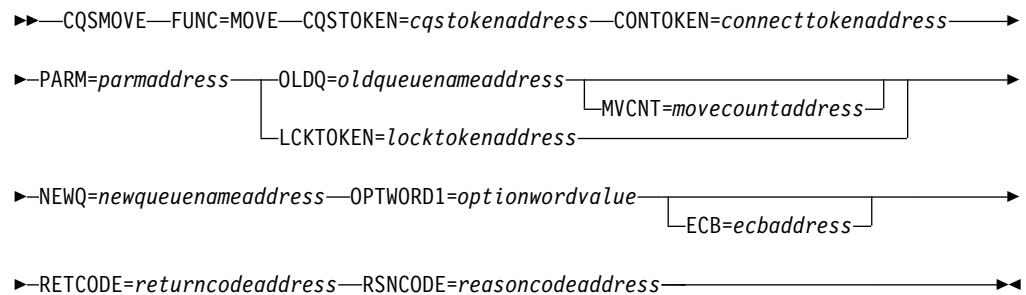 CQSMOVE FUNC=MOVE CQSTOKEN=cqstokenaddress CONTOKEN=connecttokenaddress
PARM=parmaddress OLDQ=oldqueuenameaddress
MVCNT=movecountaddress
LCKTOKEN=locktokenaddress
NEWQ=newqueuenameaddress OPTWORD1=optionwordvalue
ECB=ecbaddress
RETCODE=returncodeaddress RSNCODE=reasoncodeaddress